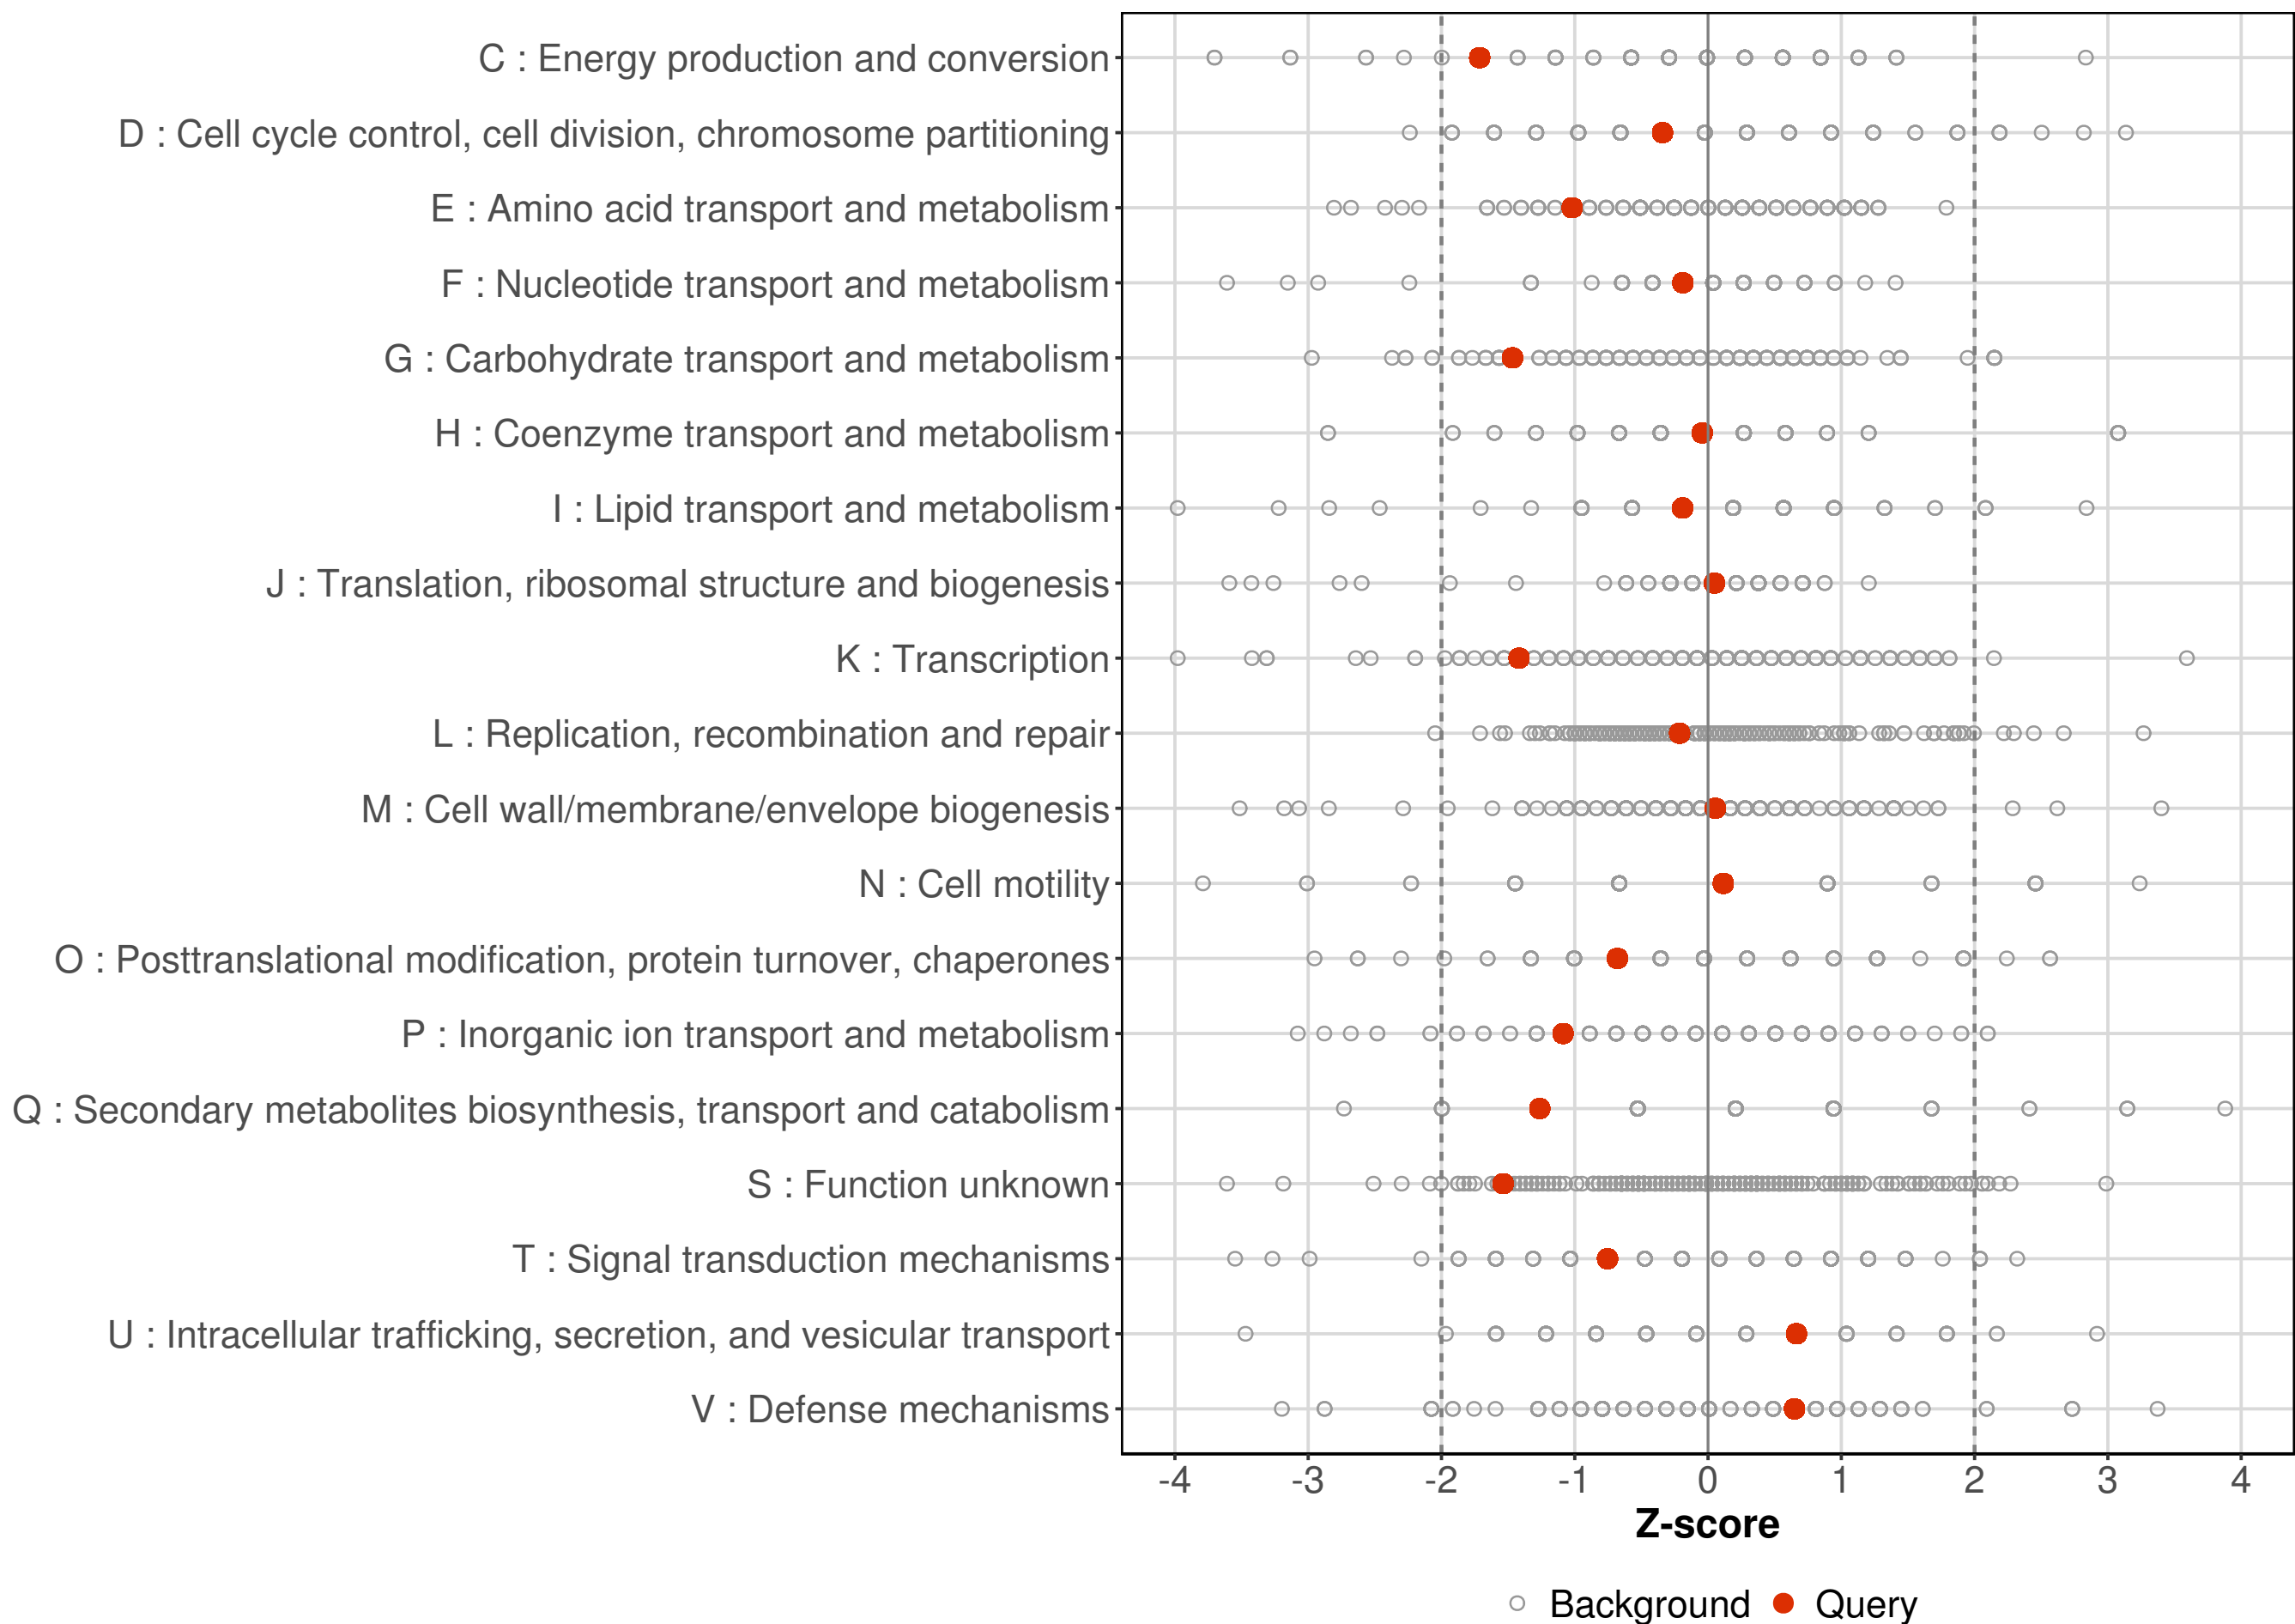 C : Energy production and conversion
D : Cell cycle control, cell division, chromosome partitioning
E : Amino acid transport and metabolism
F : Nucleotide transport and metabolism
G : Carbohydrate transport and metabolism
H : Coenzyme transport and metabolism
I : Lipid transport and metabolism
J : Translation, ribosomal structure and biogenesis
K : Transcription
L : Replication, recombination and repair
M : Cell wall/membrane/envelope biogenesis
N : Cell motility
O : Posttranslational modification, protein turnover, chaperones
P : Inorganic ion transport and metabolism
Q : Secondary metabolites biosynthesis, transport and catabolism
S : Function unknown
T : Signal transduction mechanisms
U : Intracellular trafficking, secretion, and vesicular transport
V : Defense mechanisms
-4 -3 -2 -1 0 1 2 3 4
Z-score
Background Query